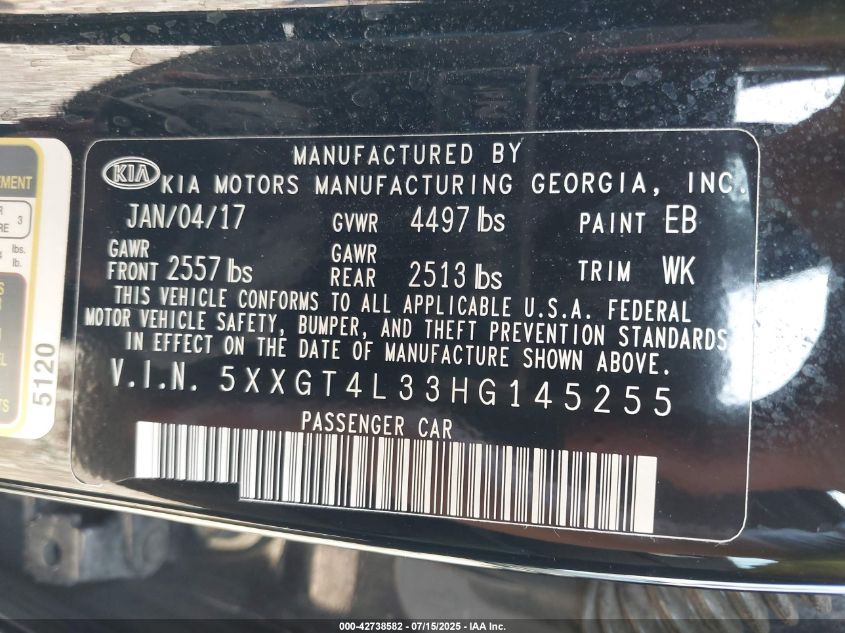 MANUFACTURED BY
KIA KIA MOTORS MANUFACTURING GEORGIA, INC.
JAN/04/17 GVWR 4497 lbs PAINT EB
GAWR FRONT 2557 lbs GAWR REAR 2513 lbs TRIM WK
THIS VEHICLE CONFORMS TO ALL APPLICABLE U.S.A. FEDERAL
MOTOR VEHICLE SAFETY, BUMPER, AND THEFT PREVENTION STANDARDS
IN EFFECT ON THE DATE OF MANUFACTURE SHOWN ABOVE.
V.I.N. 5XXGT4L33HG145255
PASSENGER CAR
3
lbs.
lb.
5120
000-42738582 - 07/15/2025 - IAA Inc.